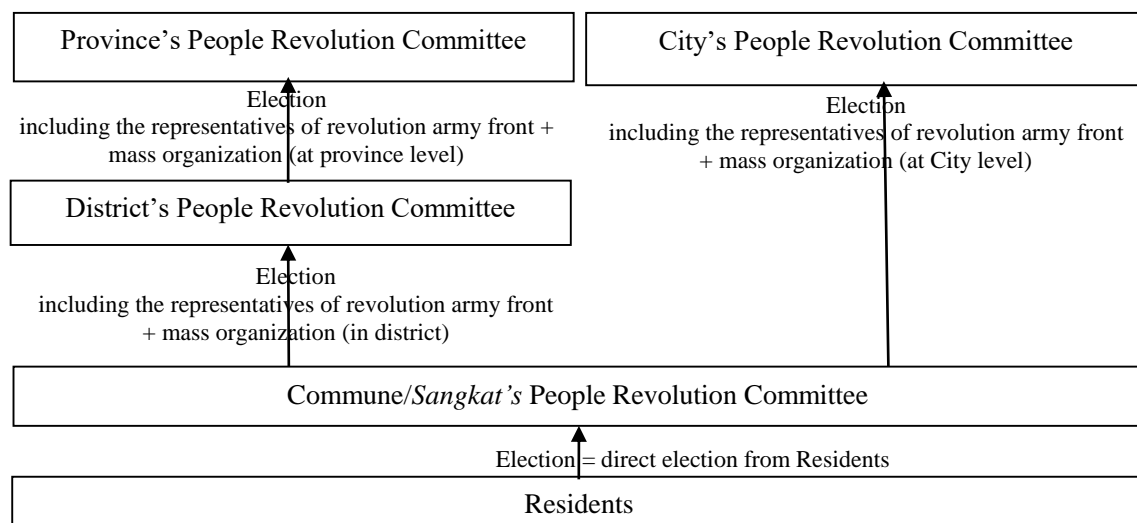 Province’s People Revolution Committee
City’s People Revolution Committee
Election
including the representatives of revolution army front +
mass organization (at province level)
Election
including the representatives of revolution army front
+ mass organization (at City level)
District’s People Revolution Committee
Election
including the representatives of revolution army front
+ mass organization (in district)
Commune/Sangkat’s People Revolution Committee
Election = direct election from Residents
Residents